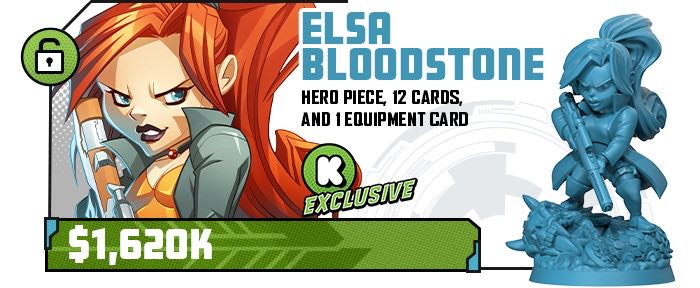 ELSA
BLOODSTONE
HERO PIECE, 12 CARDS,
AND 1 EQUIPMENT CARD
K
EXCLUSIVE
$1,620K